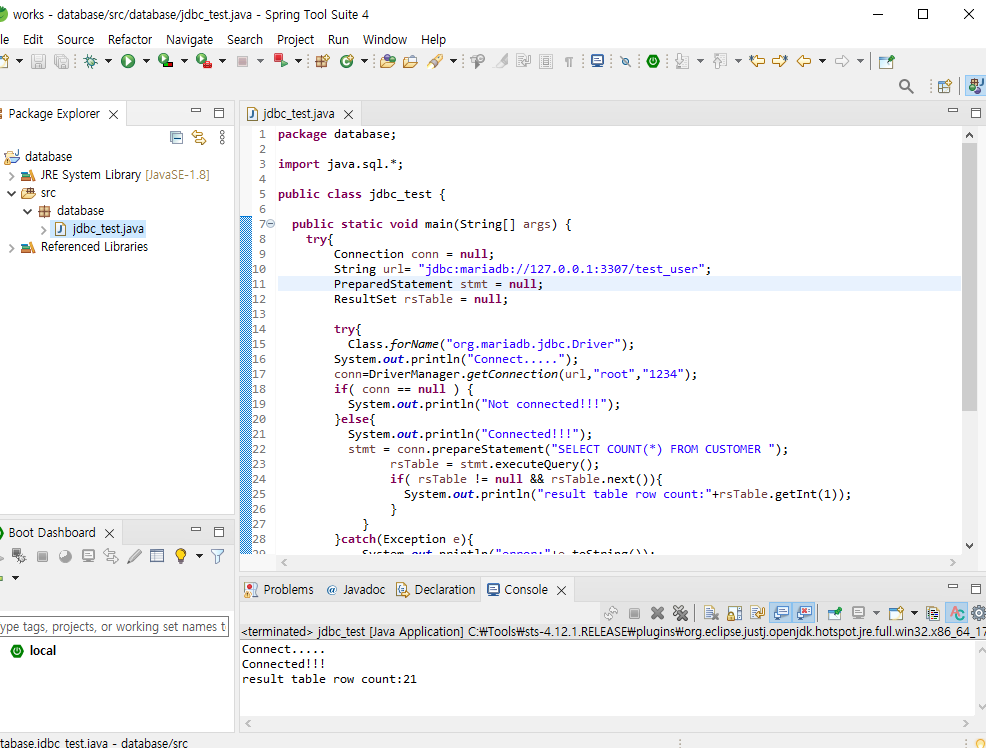 works - database/src/database/jdbc_test.java - Spring Tool Suite 4
le Edit Source Refactor Navigate Search Project Run Window Help
Package Explorer
database
JRE System Library [JavaSE-1.8]
src
database
jdbc_test.java
Referenced Libraries
jdbc_test.java
1 package database;
2
3 import java.sql.*;
4
5 public class jdbc_test {
6
7 public static void main(String[] args) {
8 try{
9 Connection conn = null;
10 String url= "jdbc:mariadb://127.0.0.1:3307/test_user";
11 PreparedStatement stmt = null;
12 ResultSet rsTable = null;
13
14 try{
15 Class.forName("org.mariadb.jdbc.Driver");
16 System.out.println("Connect.....");
17 conn=DriverManager.getConnection(url,"root","1234");
18 if( conn == null ) {
19 System.out.println("Not connected!!!");
20 }else{
21 System.out.println("Connected!!!");
22 stmt = conn.prepareStatement("SELECT COUNT(*) FROM CUSTOMER ");
23 rsTable = stmt.executeQuery();
24 if( rsTable != null && rsTable.next()){
25 System.out.println("result table row count:"+rsTable.getInt(1));
26 }
27 }
28 }catch(Exception e){
29 System.out.println("error:"+e.toString());
Boot Dashboard
ype tags, projects, or working set names t
local
Problems @ Javadoc Declaration Console
<terminated> jdbc_test [Java Application] C:₩Tools₩sts-4.12.1.RELEASE₩plugins₩org.eclipse.justj.openjdk.hotspot.jre.full.win32.x86_64_17
Connect.....
Connected!!!
result table row count:21
tabase.jdbc_test.java - database/src